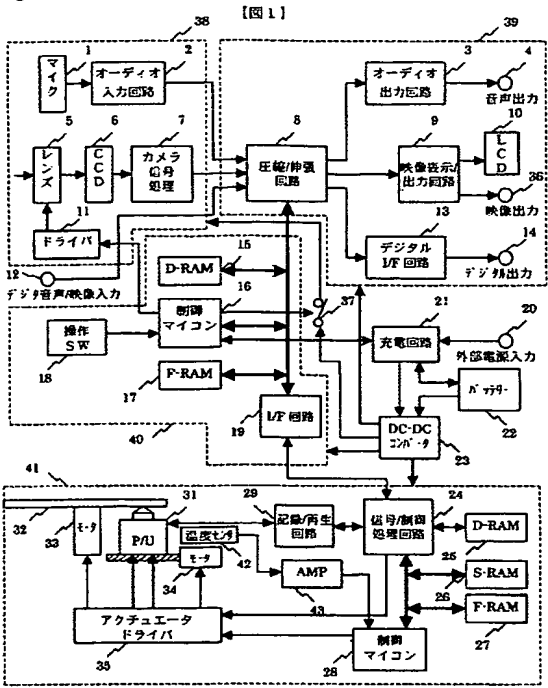 【図1】
38
39
1
2
3
4
マイク
オーディオ
入力回路
オーディオ
出力回路
音声出力
5
6
7
8
9
10
レンズ
CCD
カメラ
信号
処理
圧縮/伸張
回路
映像表示/
出力回路
LCD
36
映像出力
11
ドライバ
13
デジタル
I/F回路
14
デジタル出力
12
デジタ音声/映像入力
15
D-RAM
16
制御
マイコン
37
操作
SW
18
17
F-RAM
21
充電回路
20
外部電源入力
バッテリー
22
I/F回路
19
DC-DC
コンバータ
23
40
41
32
33
モータ
31
P/U
温度センサ
42
モータ
34
29
記録/再生
回路
24
信号/制御
処理回路
D-RAM
25
S-RAM
26
F-RAM
27
AMP
43
アクチュエータ
ドライバ
35
制御
マイコン
28